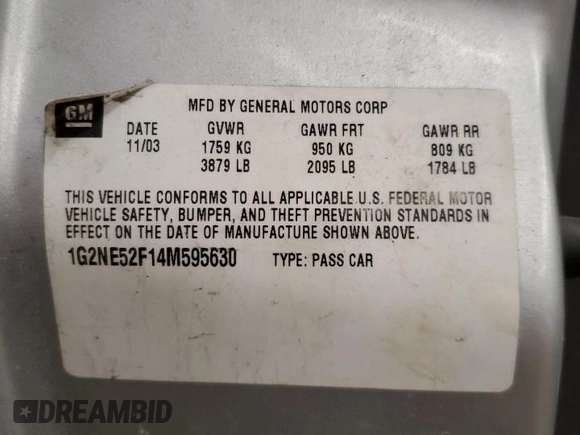 GM
MFD BY GENERAL MOTORS CORP
DATE GVWR GAWR FRT GAWR RR
11/03 1759 KG 950 KG 809 KG
3879 LB 2095 LB 1784 LB
THIS VEHICLE CONFORMS TO ALL APPLICABLE U.S. FEDERAL MOTOR
VEHICLE SAFETY, BUMPER, AND THEFT PREVENTION STANDARDS IN
EFFECT ON THE DATE OF MANUFACTURE SHOWN ABOVE.
1G2NE52F14M595630 TYPE: PASS CAR
DREAMBID